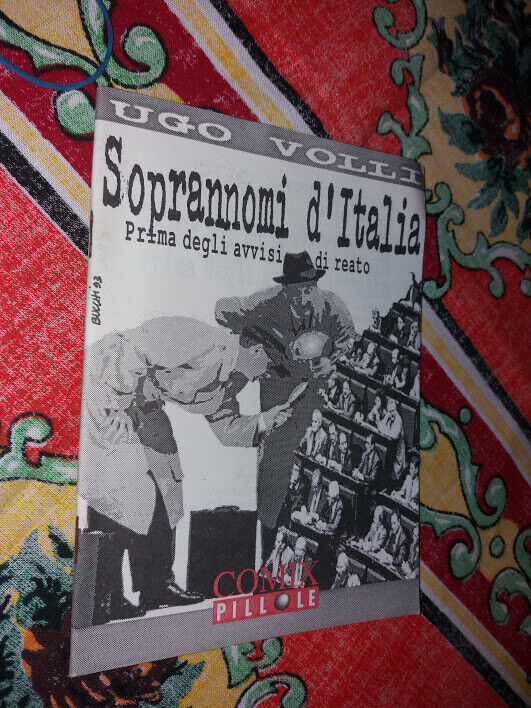 UGO VOLLI
Soprannomi d'Italia
Prima degli avvisi di reato
BUCCHI 93
COMIX
PILLOLE